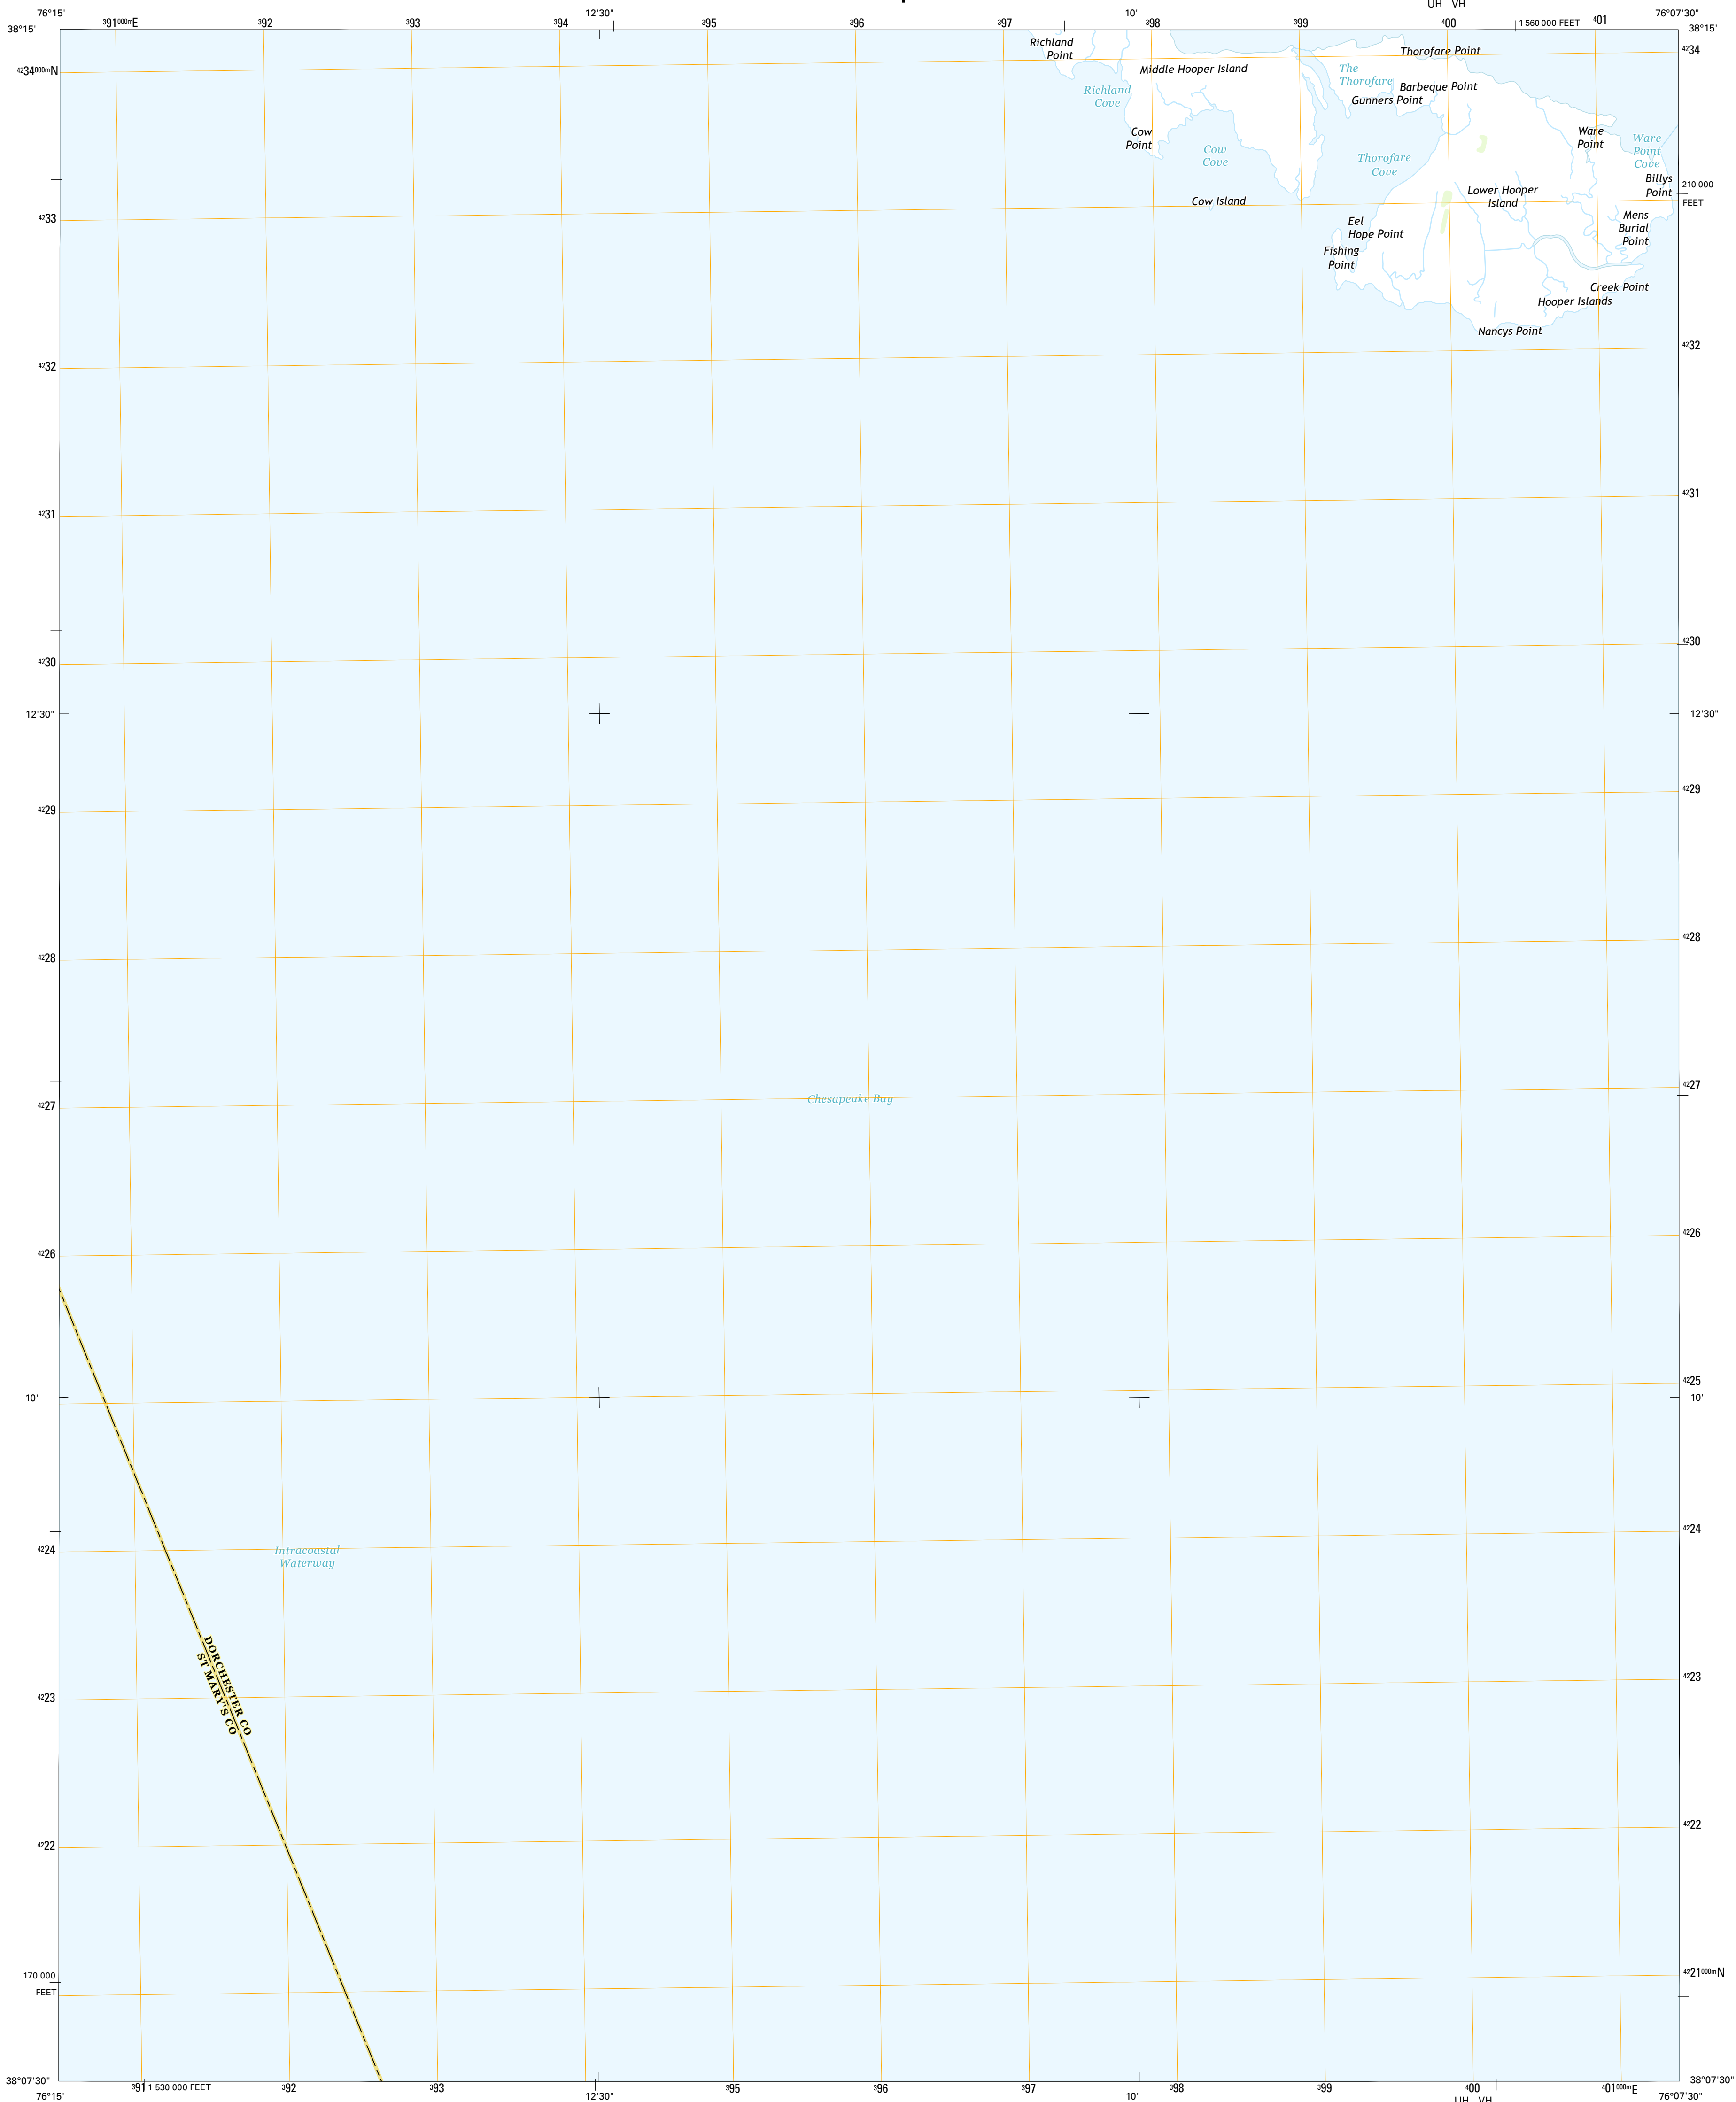 UH VH
76°15' ³91⁰⁰⁰ᵐE ³92 ³93 ³94 12'30" ³95 ³96 ³97 10' ³98 ³99 ⁴00 1 560 000 FEET ⁴01 76°07'30"
38°15' 38°15'
⁴²34⁰⁰⁰ᵐN
⁴²34
Richland
Point
Middle Hooper Island
The
Thorofare
Thorofare Point
Richland
Cove
Barbeque Point
Gunners Point
Cow
Point
Cow
Cove
Thorofare
Cove
Ware
Point
Ware
Point
Cove
Billys
Point
210 000
FEET
Cow Island
Lower Hooper
Island
⁴²33
Eel
Hope Point
Mens
Burial
Point
Fishing
Point
Creek Point
Hooper Islands
Nancys Point
⁴²32 ⁴²32
⁴²31 ⁴²31
⁴²30 ⁴²30
12'30" 12'30"
⁴²29 ⁴²29
⁴²28 ⁴²28
⁴²27 ⁴²27
Chesapeake Bay
⁴²26 ⁴²26
⁴²25
10' 10'
⁴²24 ⁴²24
Intracoastal
Waterway
DORCHESTER CO
ST MARY'S CO
⁴²23 ⁴²23
⁴²22 ⁴²22
170 000
FEET
⁴²21⁰⁰⁰ᵐN
38°07'30" 38°07'30"
76°15' ³91 1 530 000 FEET ³92 ³93 12'30" ³95 ³96 ³97 10' ³98 ³99 ⁴00 ⁴01⁰⁰⁰ᵐE 76°07'30"
UH VH